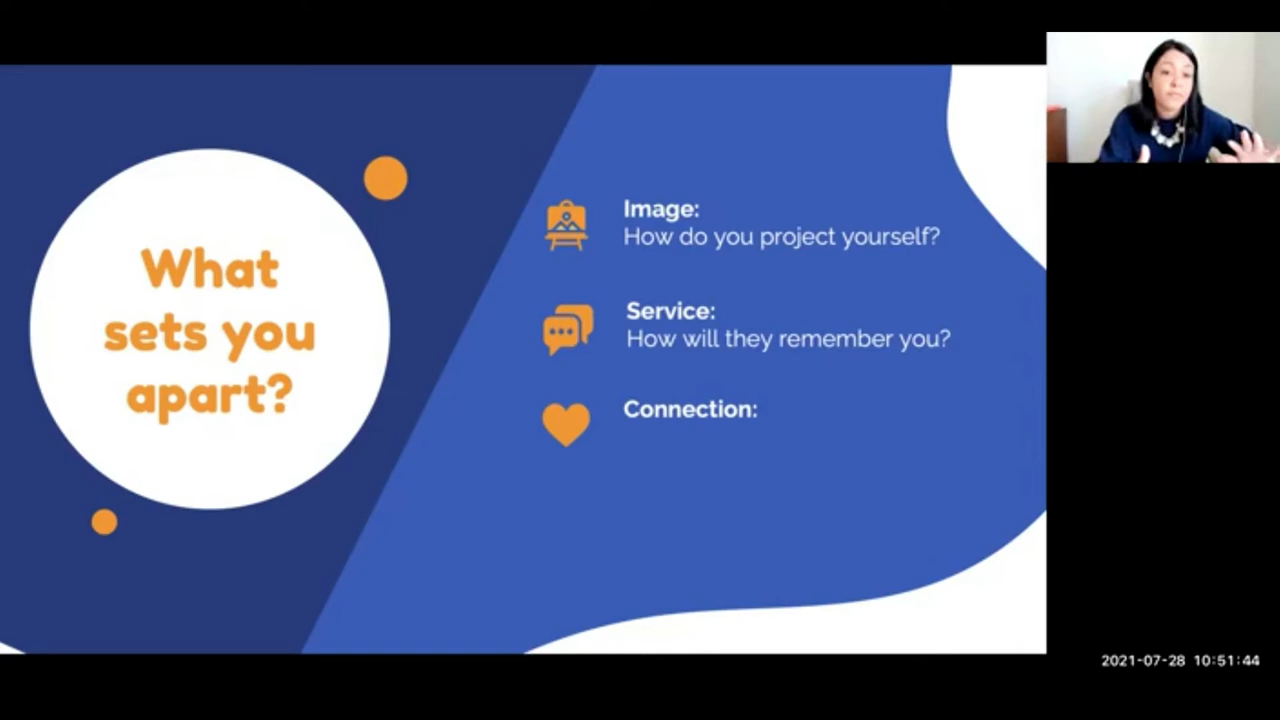 What
sets you
apart?
Image:
How do you project yourself?
Service:
How will they remember you?
Connection:
2021-07-28 10:51:44